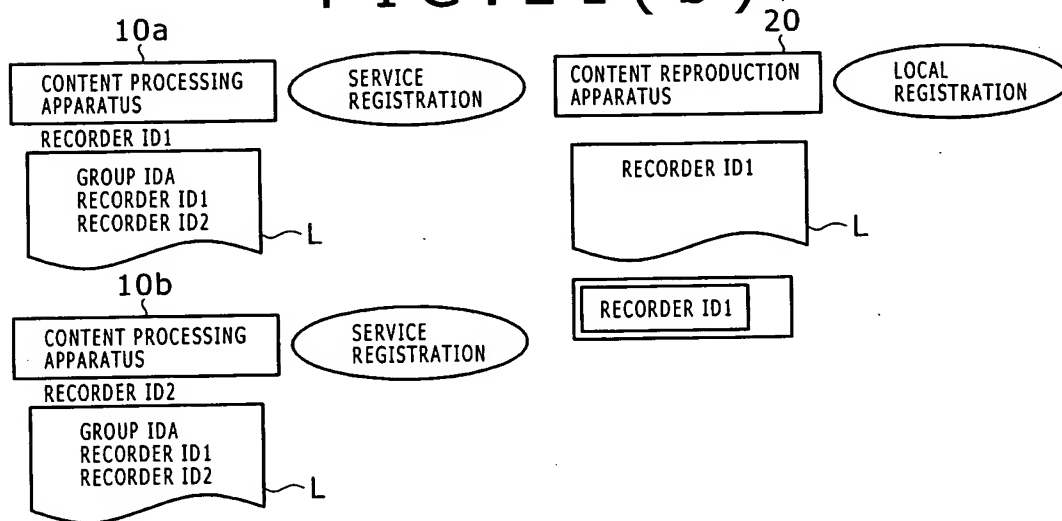 FIG.21(b)
10a
CONTENT PROCESSING
APPARATUS
SERVICE
REGISTRATION
RECORDER ID1
GROUP IDA
RECORDER ID1
RECORDER ID2
L
10b
CONTENT PROCESSING
APPARATUS
SERVICE
REGISTRATION
RECORDER ID2
GROUP IDA
RECORDER ID1
RECORDER ID2
L
20
CONTENT REPRODUCTION
APPARATUS
LOCAL
REGISTRATION
RECORDER ID1
L
RECORDER ID1